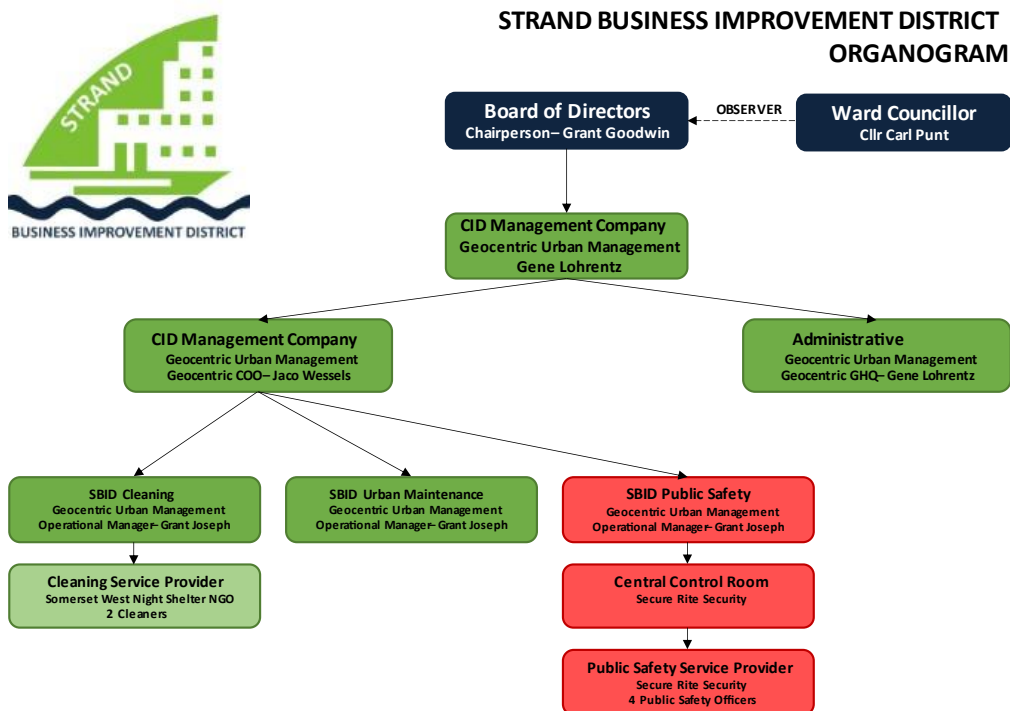 STRAND BUSINESS IMPROVEMENT DISTRICT
ORGANOGRAM
STRAND
BUSINESS IMPROVEMENT DISTRICT
Board of Directors
Chairperson– Grant Goodwin
OBSERVER
Ward Councillor
Cllr Carl Punt
CID Management Company
Geocentric Urban Management
Gene Lohrentz
CID Management Company
Geocentric Urban Management
Geocentric COO– Jaco Wessels
Administrative
Geocentric Urban Management
Geocentric GHQ– Gene Lohrentz
SBID Cleaning
Geocentric Urban Management
Operational Manager– Grant Joseph
SBID Urban Maintenance
Geocentric Urban Management
Operational Manager– Grant Joseph
SBID Public Safety
Geocentric Urban Management
Operational Manager– Grant Joseph
Cleaning Service Provider
Somerset West Night Shelter NGO
2 Cleaners
Central Control Room
Secure Rite Security
Public Safety Service Provider
Secure Rite Security
4 Public Safety Officers